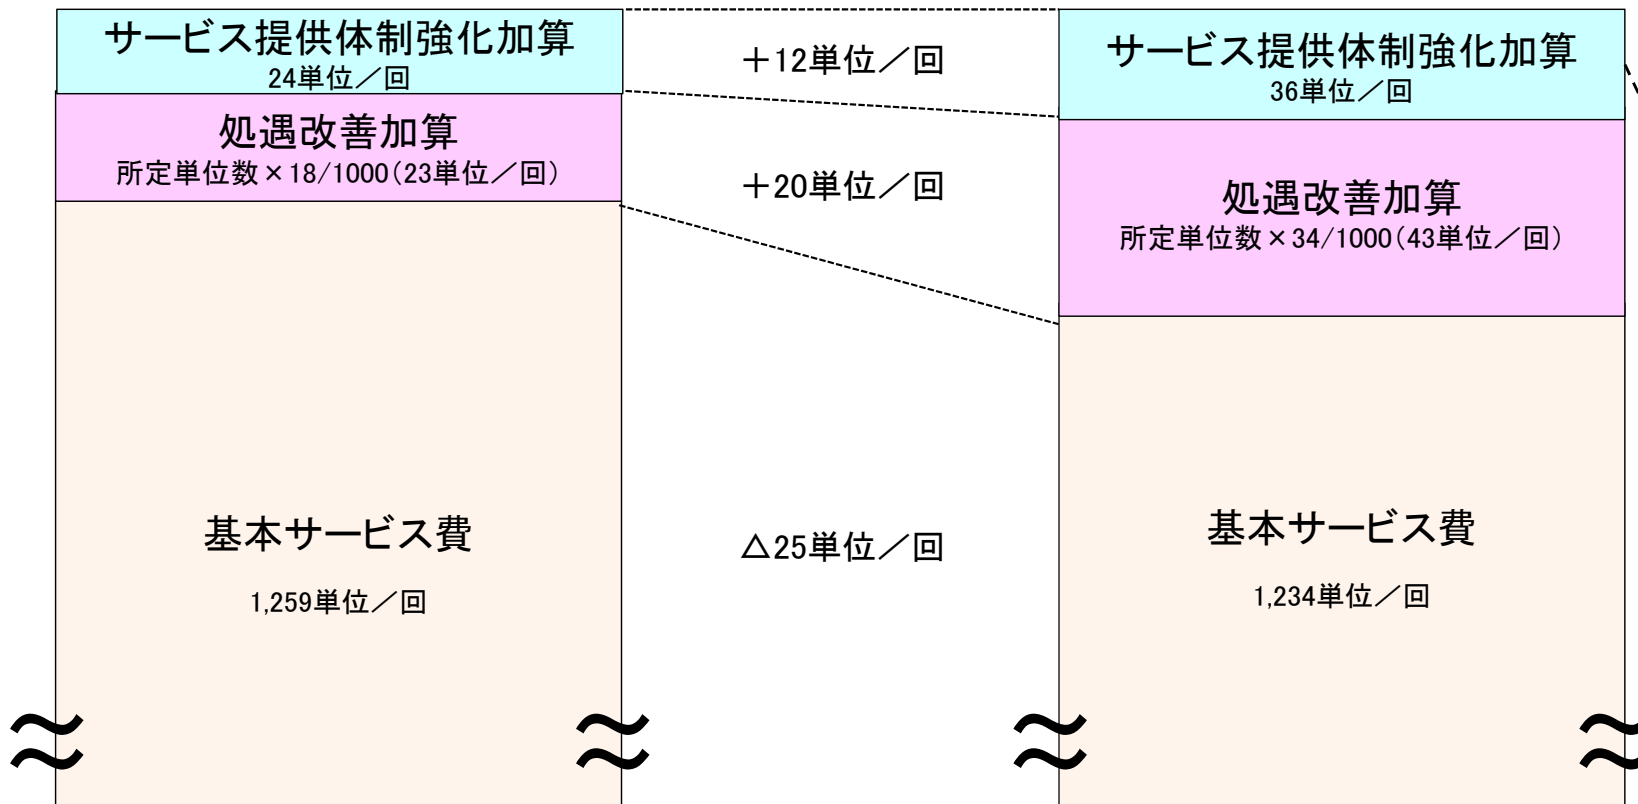 サービス提供体制強化加算
24単位／回
処遇改善加算
所定単位数×18/1000（23単位／回）
基本サービス費
1,259単位／回
＋12単位／回
＋20単位／回
△25単位／回
サービス提供体制強化加算
36単位／回
処遇改善加算
所定単位数×34/1000（43単位／回）
基本サービス費
1,234単位／回